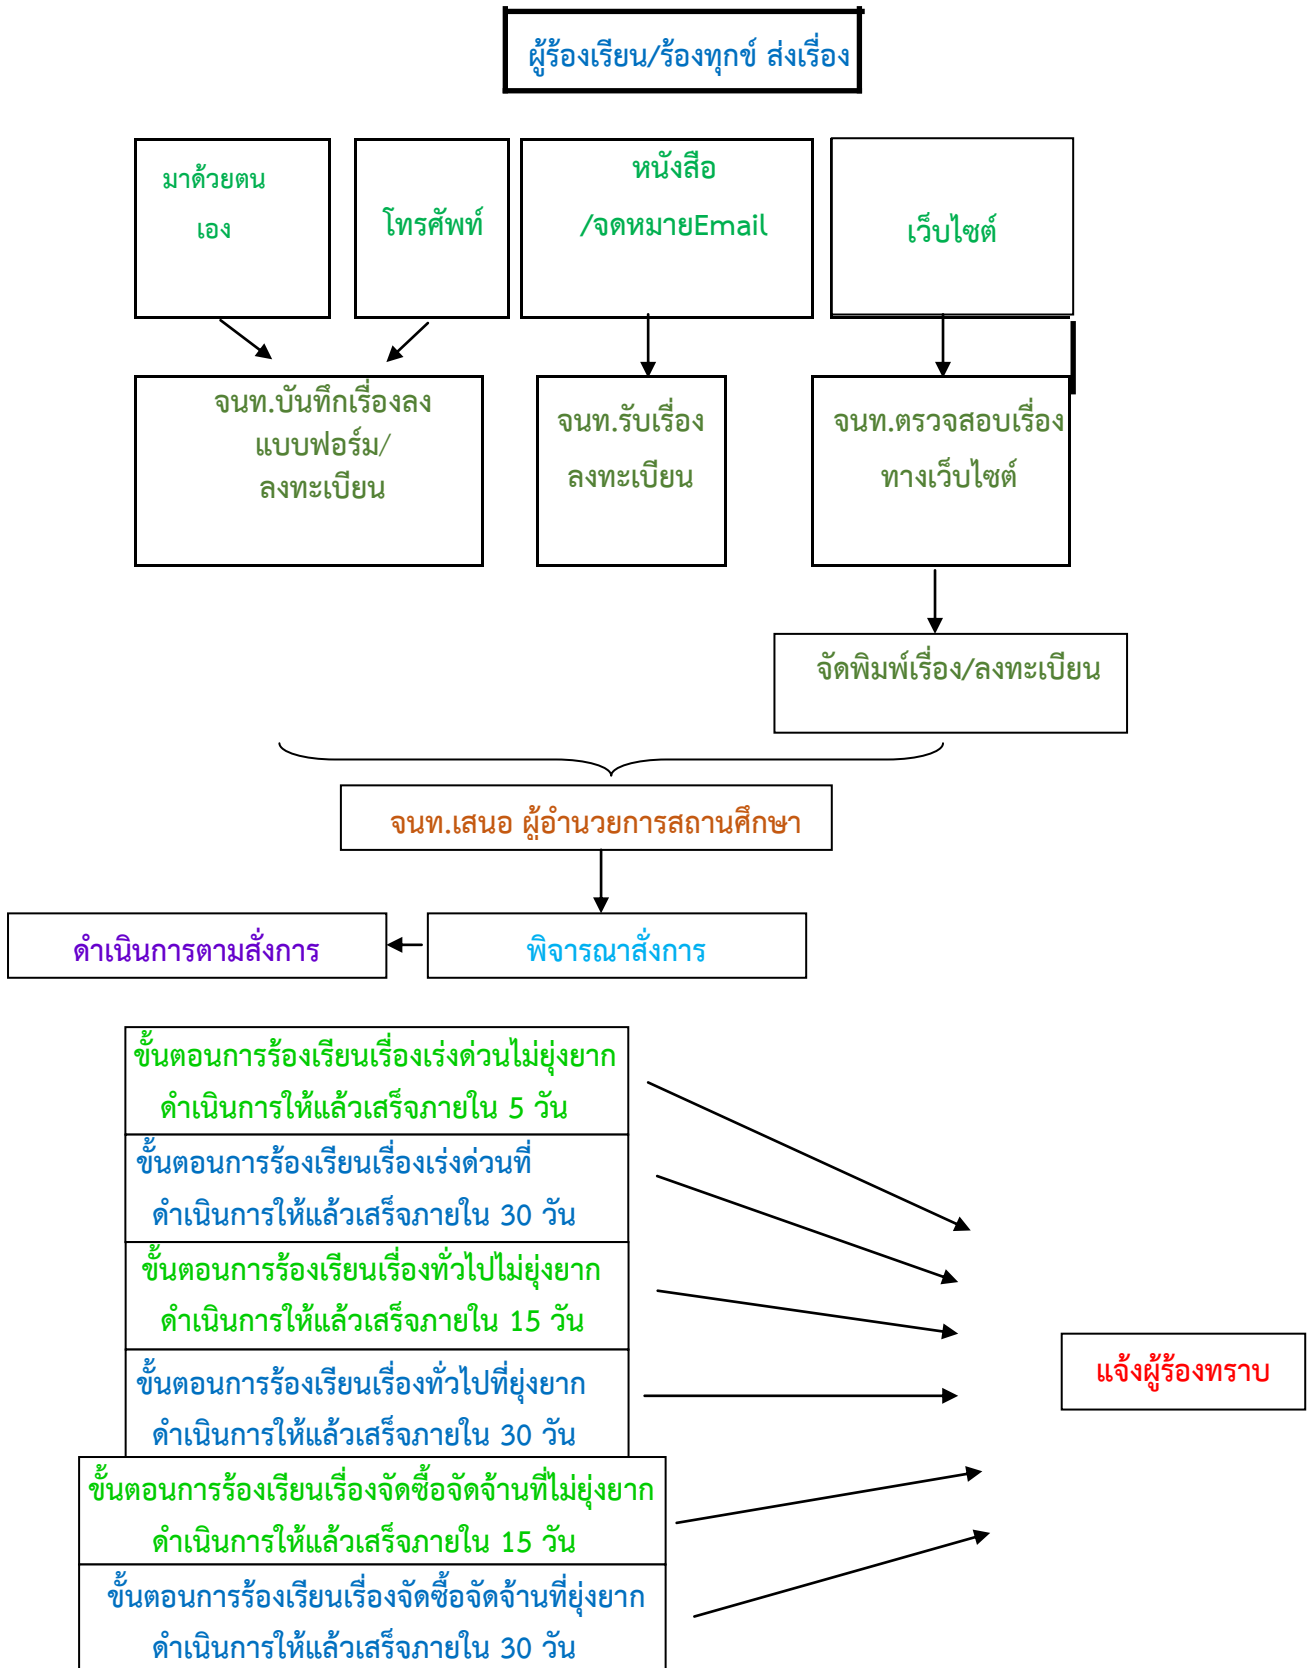 ผู้ร้องเรียน/ร้องทุกข์ ส่งเรื่อง
มาด้วยตน
เอง
โทรศัพท์
หนังสือ
/จดหมายEmail
เว็บไซต์
จนท.บันทึกเรื่องลง
แบบฟอร์ม/
ลงทะเบียน
จนท.รับเรื่อง
ลงทะเบียน
จนท.ตรวจสอบเรื่อง
ทางเว็บไซต์
จัดพิมพ์เรื่อง/ลงทะเบียน
จนท.เสนอ ผู้อำนวยการสถานศึกษา
ดำเนินการตามสั่งการ
พิจารณาสั่งการ
ขั้นตอนการร้องเรียนเรื่องเร่งด่วนไม่ยุ่งยาก
ดำเนินการให้แล้วเสร็จภายใน 5 วัน
ขั้นตอนการร้องเรียนเรื่องเร่งด่วนที่
ดำเนินการให้แล้วเสร็จภายใน 30 วัน
ขั้นตอนการร้องเรียนเรื่องทั่วไปไม่ยุ่งยาก
ดำเนินการให้แล้วเสร็จภายใน 15 วัน
ขั้นตอนการร้องเรียนเรื่องทั่วไปที่ยุ่งยาก
ดำเนินการให้แล้วเสร็จภายใน 30 วัน
แจ้งผู้ร้องทราบ
ขั้นตอนการร้องเรียนเรื่องจัดซื้อจัดจ้านที่ไม่ยุ่งยาก
ดำเนินการให้แล้วเสร็จภายใน 15 วัน
ขั้นตอนการร้องเรียนเรื่องจัดซื้อจัดจ้านที่ยุ่งยาก
ดำเนินการให้แล้วเสร็จภายใน 30 วัน